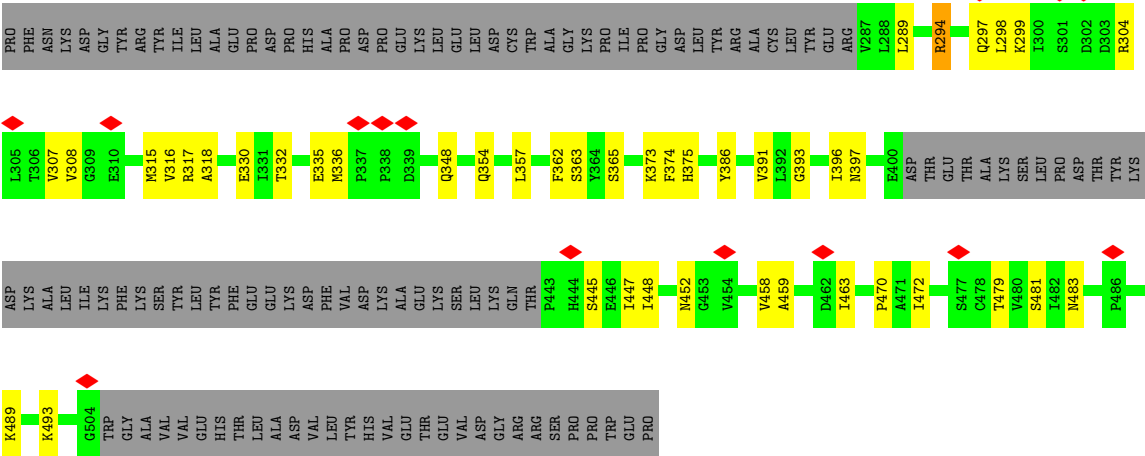 PRO PHE ASN LYS ASP GLY TYR ARG TYR ILE LEU ALA GLU PRO ASP PRO HIS ALA PRO ASP PRO GLU LYS LEU GLU LEU ASP CYS TRP ALA GLY LYS PRO ILE PRO GLY ASP LEU TYR ARG ALA CYS LEU TYR GLU ARG V287 L288 L289 R294 Q297 L298 K299 I300 S301 D302 D303 R304
L305 T306 V307 V308 G309 E310 M315 V316 R317 A318 E330 I331 T332 E335 M336 P337 P338 D339 Q348 Q354 L357 F362 S363 Y364 S365 K373 F374 H375 Y386 V391 L392 G393 I396 N397 E400 ASP THR GLU THR ALA LYS SER LEU PRO ASP THR TYR LYS
ASP LYS ALA LEU ILE LYS PHE LYS SER TYR LEU TYR PHE GLU GLU LYS ASP PHE VAL ASP LYS ALA GLU LYS SER LEU LYS GLN THR P443 H444 S445 E446 I447 I448 N452 G453 V454 V458 A459 D462 I463 P470 A471 I472 S477 C478 T479 V480 S481 I482 N483 P486
K489 K493 G504 TRP GLY ALA VAL VAL GLU HIS THR LEU ALA ASP VAL LEU TYR HIS VAL GLU THR GLU VAL ASP GLY ARG ARG SER PRO PRO TRP GLU PRO